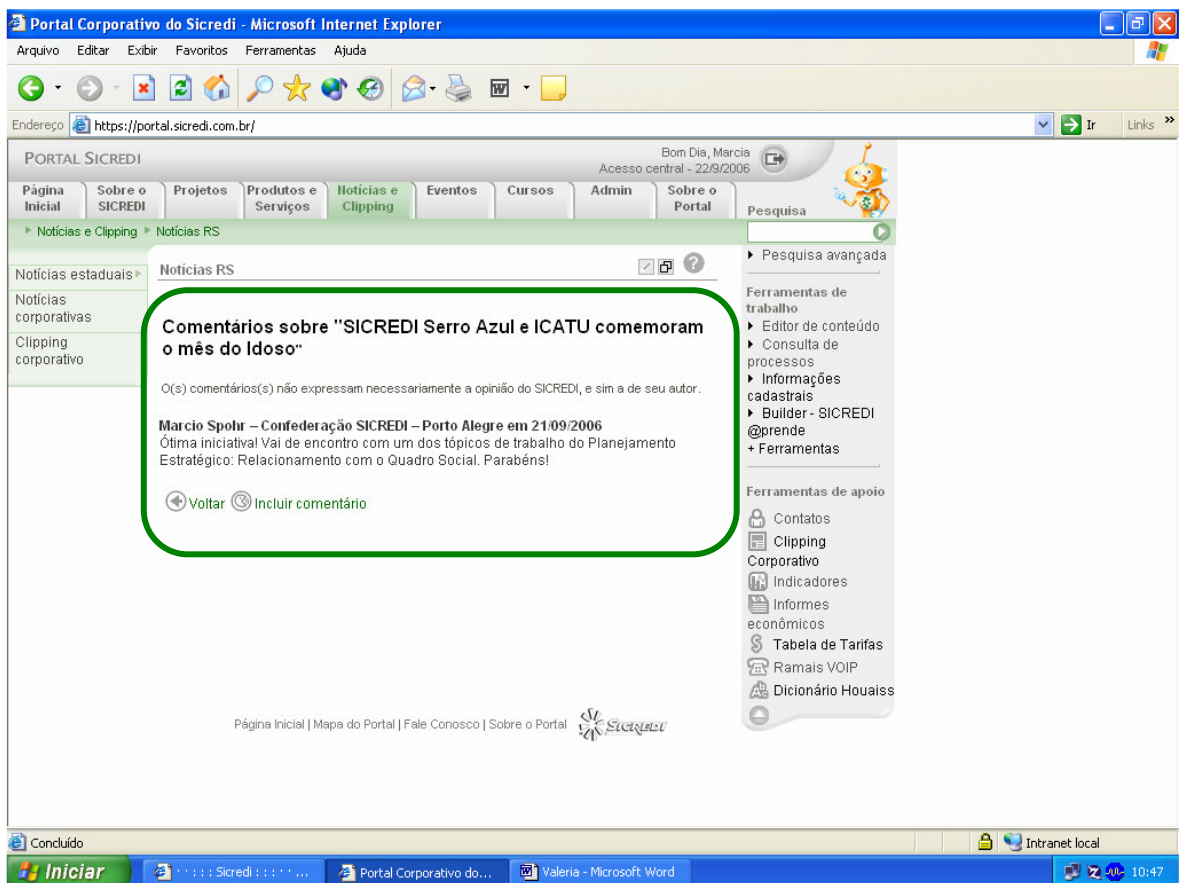 Portal Corporativo do Sicredi - Microsoft Internet Explorer
Arquivo Editar Exibir Favoritos Ferramentas Ajuda
Endereço https://portal.sicredi.com.br/ Ir Links »
PORTAL SICREDI
Bom Dia, Marcia
Acesso central - 22/9/2006
Página Inicial
Sobre o SICREDI
Projetos
Produtos e Serviços
Notícias e Clipping
Eventos
Cursos
Admin
Sobre o Portal
Pesquisa
Notícias e Clipping Notícias RS
Notícias estaduais
Notícias
corporativas
Clipping
corporativo
Notícias RS
Comentários sobre "SICREDI Serro Azul e ICATU comemoram
o mês do Idoso"
O(s) comentários(s) não expressam necessariamente a opinião do SICREDI, e sim a de seu autor.
Marcio Spohr – Confederação SICREDI – Porto Alegre em 21/09/2006
Ótima iniciativa! Vai de encontro com um dos tópicos de trabalho do Planejamento
Estratégico: Relacionamento com o Quadro Social. Parabéns!
Voltar Incluir comentário
Pesquisa avançada
Ferramentas de
trabalho
Editor de conteúdo
Consulta de
processos
Informações
cadastrais
Builder - SICREDI
@prende
+ Ferramentas
Ferramentas de apoio
Contatos
Clipping
Corporativo
Indicadores
Informes
econômicos
Tabela de Tarifas
Ramais VOIP
Dicionário Houaiss
Página Inicial | Mapa do Portal | Fale Conosco | Sobre o Portal SICREDI
Concluído Intranet local
Iniciar : : : : Sicredi : : : : ... Portal Corporativo do... Valeria - Microsoft Word 10:47